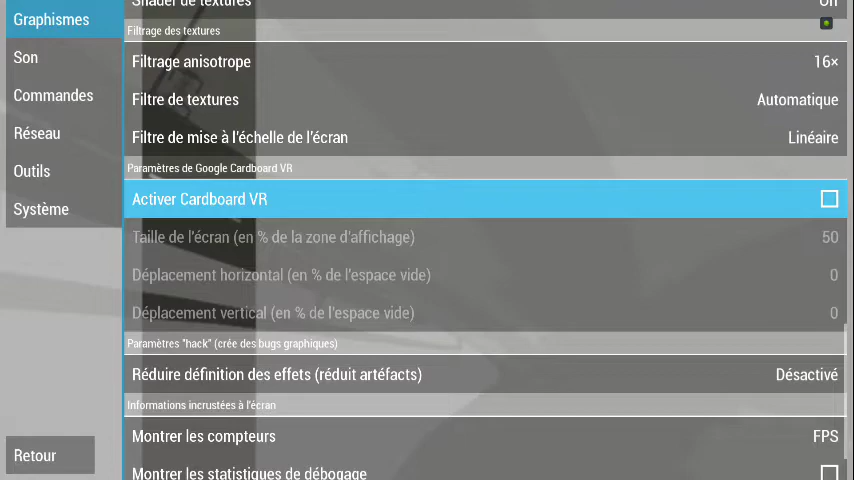 Shader de textures
On
Graphismes
Filtrage des textures
Son
Filtrage anisotrope
16×
Commandes
Filtre de textures
Automatique
Réseau
Filtre de mise à l'échelle de l'écran
Linéaire
Outils
Paramètres de Google Cardboard VR
Système
Activer Cardboard VR
Taille de l'écran (en % de la zone d'affichage)
50
Déplacement horizontal (en % de l'espace vide)
0
Déplacement vertical (en % de l'espace vide)
0
Paramètres "hack" (crée des bugs graphiques)
Réduire définition des effets (réduit artéfacts)
Désactivé
Informations incrustées à l'écran
Montrer les compteurs
FPS
Retour
Montrer les statistiques de débogage